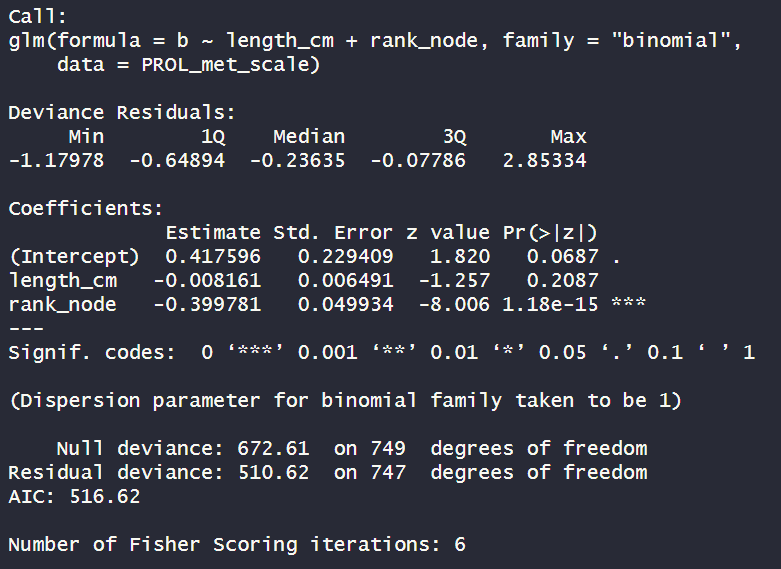 Call:
glm(formula = b ~ length_cm + rank_node, family = "binomial",
    data = PROL_met_scale)

Deviance Residuals:
     Min        1Q    Median        3Q       Max
-1.17978  -0.64894  -0.23635  -0.07786   2.85334

Coefficients:
             Estimate Std. Error z value Pr(>|z|)
(Intercept)  0.417596   0.229409   1.820   0.0687 .
length_cm   -0.008161   0.006491  -1.257   0.2087
rank_node   -0.399781   0.049934  -8.006 1.18e-15 ***
---
Signif. codes:  0 ‘***’ 0.001 ‘**’ 0.01 ‘*’ 0.05 ‘.’ 0.1 ‘ ’ 1

(Dispersion parameter for binomial family taken to be 1)

    Null deviance: 672.61  on 749  degrees of freedom
Residual deviance: 510.62  on 747  degrees of freedom
AIC: 516.62

Number of Fisher Scoring iterations: 6